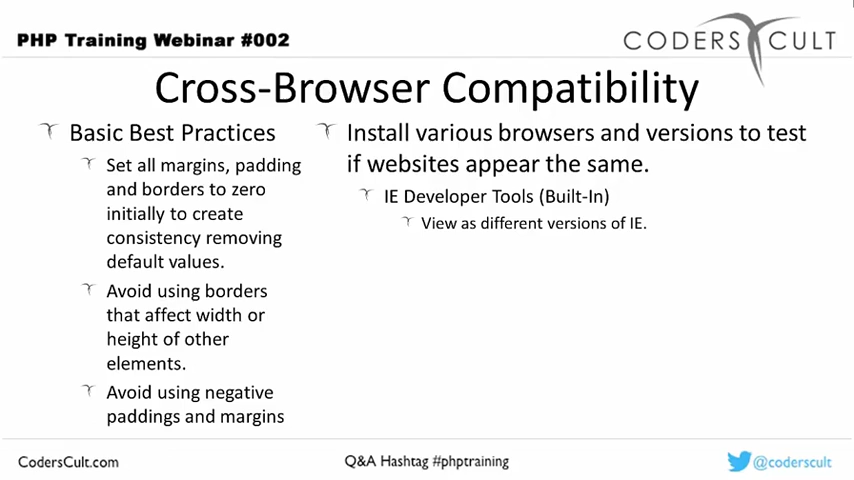 PHP Training Webinar #002
CODERS CULT
Cross-Browser Compatibility
Basic Best Practices
Set all margins, padding
and borders to zero
initially to create
consistency removing
default values.
Avoid using borders
that affect width or
height of other
elements.
Avoid using negative
paddings and margins
Install various browsers and versions to test
if websites appear the same.
IE Developer Tools (Built-In)
View as different versions of IE.
CodersCult.com
Q&A Hashtag #phptraining
@coderscult